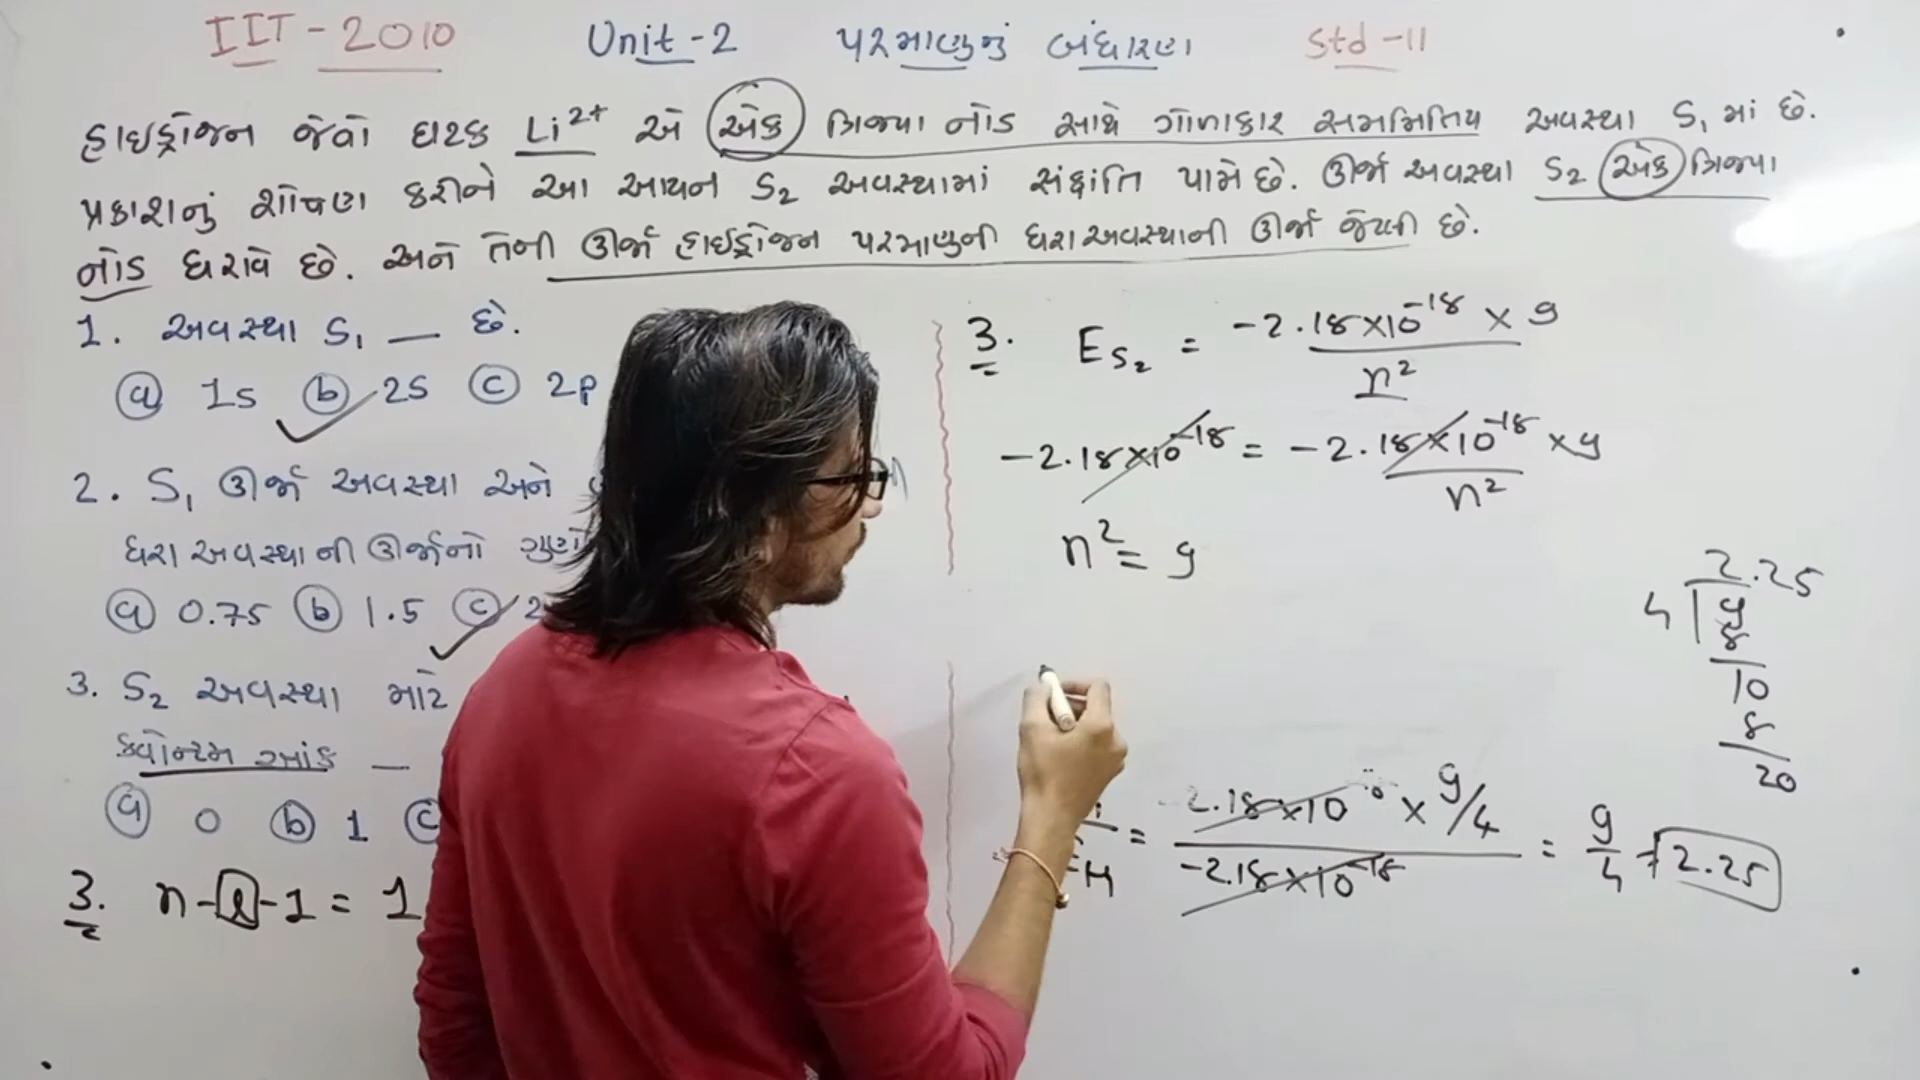 IIT - 2010 Unit - 2 પરમાણુનું બંધારણ Std - 11
હાઇડ્રોજન જેવો ઘટક Li²⁺ એ એક ત્રિજ્યા નોડ સાથે ગોળાકાર સમમિતિય અવસ્થા S₁ માં છે.
પ્રકાશનું શોષણ કરીને આ આયન S₂ અવસ્થામાં સંક્રાંતિ પામે છે. ઊર્જા અવસ્થા S₂ એક ત્રિજ્યા
નોડ ધરાવે છે. અને તેની ઊર્જા હાઇડ્રોજન પરમાણુની ધરા અવસ્થાની ઊર્જા જેટલી છે.
1. અવસ્થા S₁ — છે.
ⓐ 1s ⓑ 2s ⓒ 2p
2. S₁ ઊર્જા અવસ્થા અને
ધરા અવસ્થાની ઊર્જાનો
ⓐ 0.75 ⓑ 1.5 ⓒ 2
3. S₂ અવસ્થા માટે
ક્વોન્ટમ આંક —
ⓐ 0 ⓑ 1 ⓒ
3. n - l - 1 = 1
3. E_S₂ = -2.18×10⁻¹⁸ × 9 / n²
-2.18×10⁻¹⁸ = -2.18×10⁻¹⁸ × 9 / n²
n² = 9
2.25
4 9
8
10
8
20
= 2.18×10 × 9/4 / -2.18×10⁻¹⁸ = 9/4 = 2.25